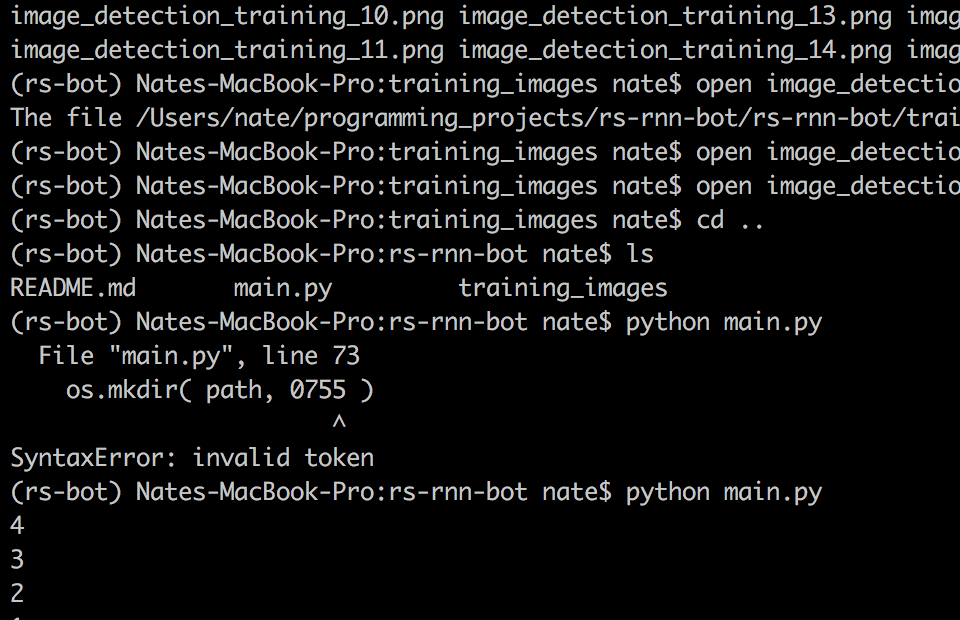 image_detection_training_10.png image_detection_training_13.png imag
image_detection_training_11.png image_detection_training_14.png imag
(rs-bot) Nates-MacBook-Pro:training_images nate$ open image_detectio
The file /Users/nate/programming_projects/rs-rnn-bot/rs-rnn-bot/trai
(rs-bot) Nates-MacBook-Pro:training_images nate$ open image_detectio
(rs-bot) Nates-MacBook-Pro:training_images nate$ open image_detectio
(rs-bot) Nates-MacBook-Pro:training_images nate$ cd ..
(rs-bot) Nates-MacBook-Pro:rs-rnn-bot nate$ ls
README.md       main.py         training_images
(rs-bot) Nates-MacBook-Pro:rs-rnn-bot nate$ python main.py
  File "main.py", line 73
    os.mkdir( path, 0755 )
                       ^
SyntaxError: invalid token
(rs-bot) Nates-MacBook-Pro:rs-rnn-bot nate$ python main.py
4
3
2